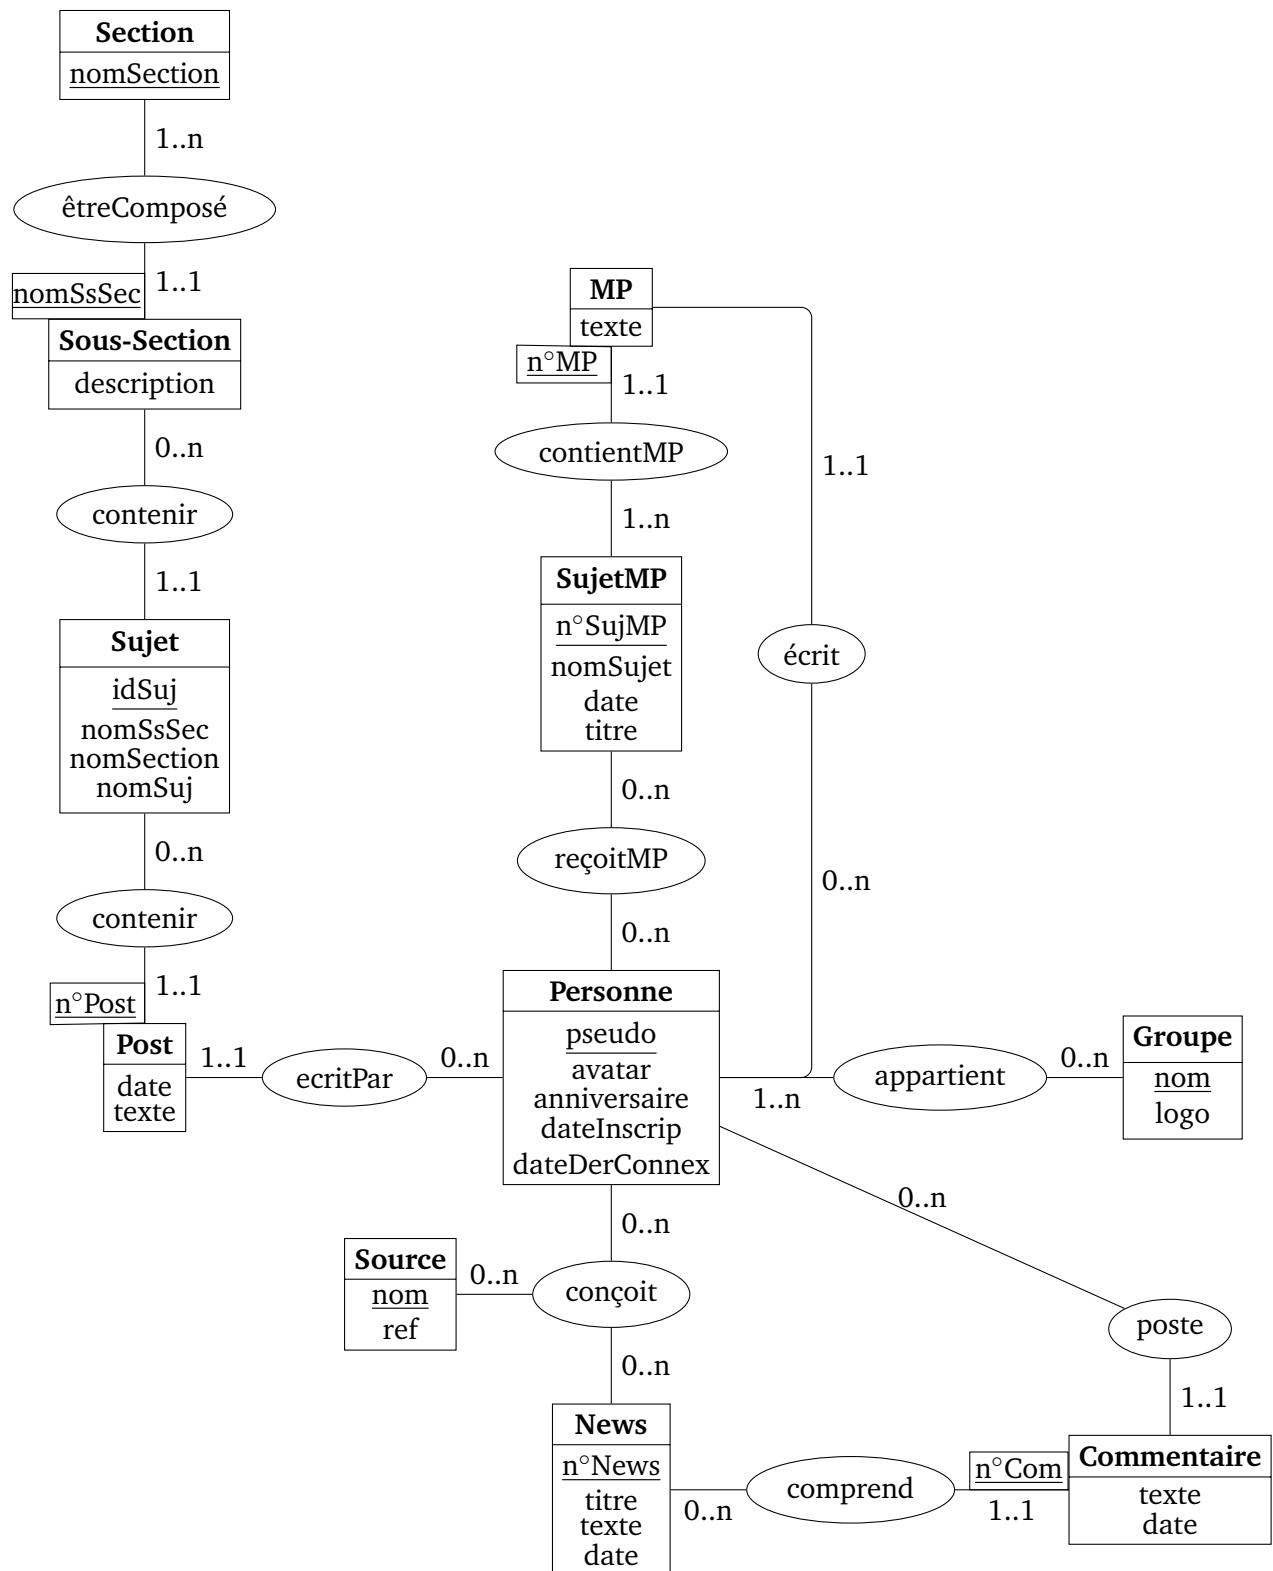 Section
nomSection
1..n
êtreComposé
1..1
nomSsSec
Sous-Section
description
0..n
contenir
1..1
Sujet
idSuj
nomSsSec
nomSection
nomSuj
0..n
contenir
1..1
n°Post
Post
date
texte
1..1
ecritPar
0..n
MP
texte
n°MP
1..1
contientMP
1..n
SujetMP
n°SujMP
nomSujet
date
titre
0..n
reçoitMP
0..n
1..1
écrit
0..n
Personne
pseudo
avatar
anniversaire
dateInscrip
dateDerConnex
1..n
appartient
0..n
Groupe
nom
logo
0..n
poste
1..1
0..n
Source
nom
ref
0..n
conçoit
0..n
News
n°News
titre
texte
date
0..n
comprend
1..1
n°Com
Commentaire
texte
date